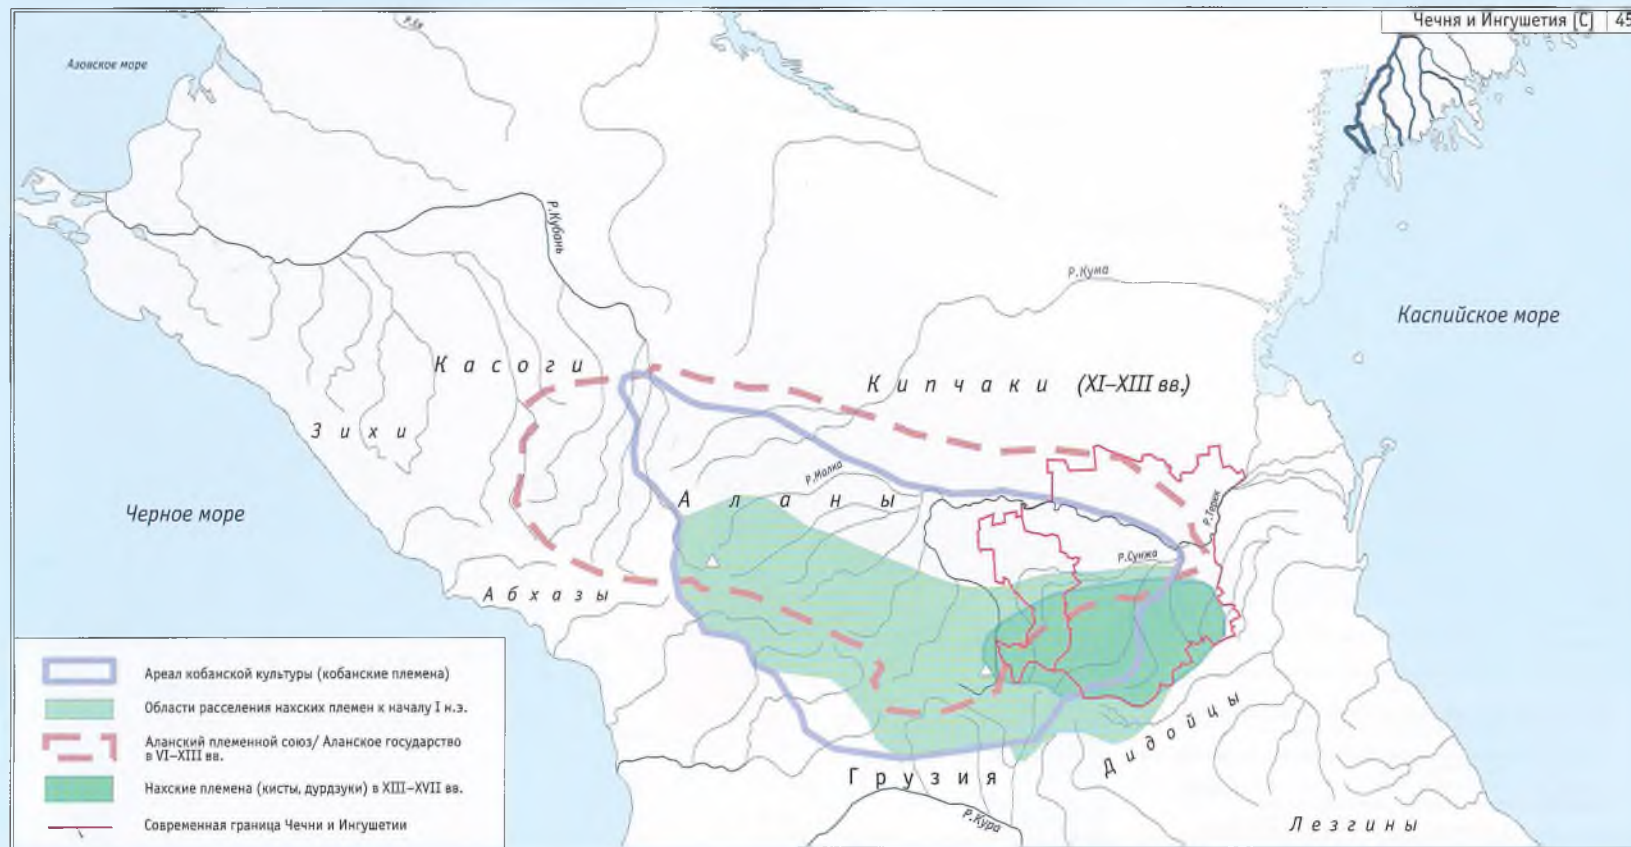 Чечня и Ингушетия [С] 45
Азовское море
р.Ея
Р.Кубань
Р.Кума
Каспийское море
Касоги
Кипчаки (XI–XIII вв.)
Зихи
Р.Малка
Аланы
Р.Терек
Черное море
Р.Сунжа
Абхазы
Дидойцы
Грузия
Р.Кура
Лезгины
Ареал кобанской культуры (кобанские племена)
Области расселения нахских племен к началу I н.э.
Аланский племенной союз/ Аланское государство
в VI–XIII вв.
Нахские племена (кисты, дурдзуки) в XIII–XVII вв.
Современная граница Чечни и Ингушетии